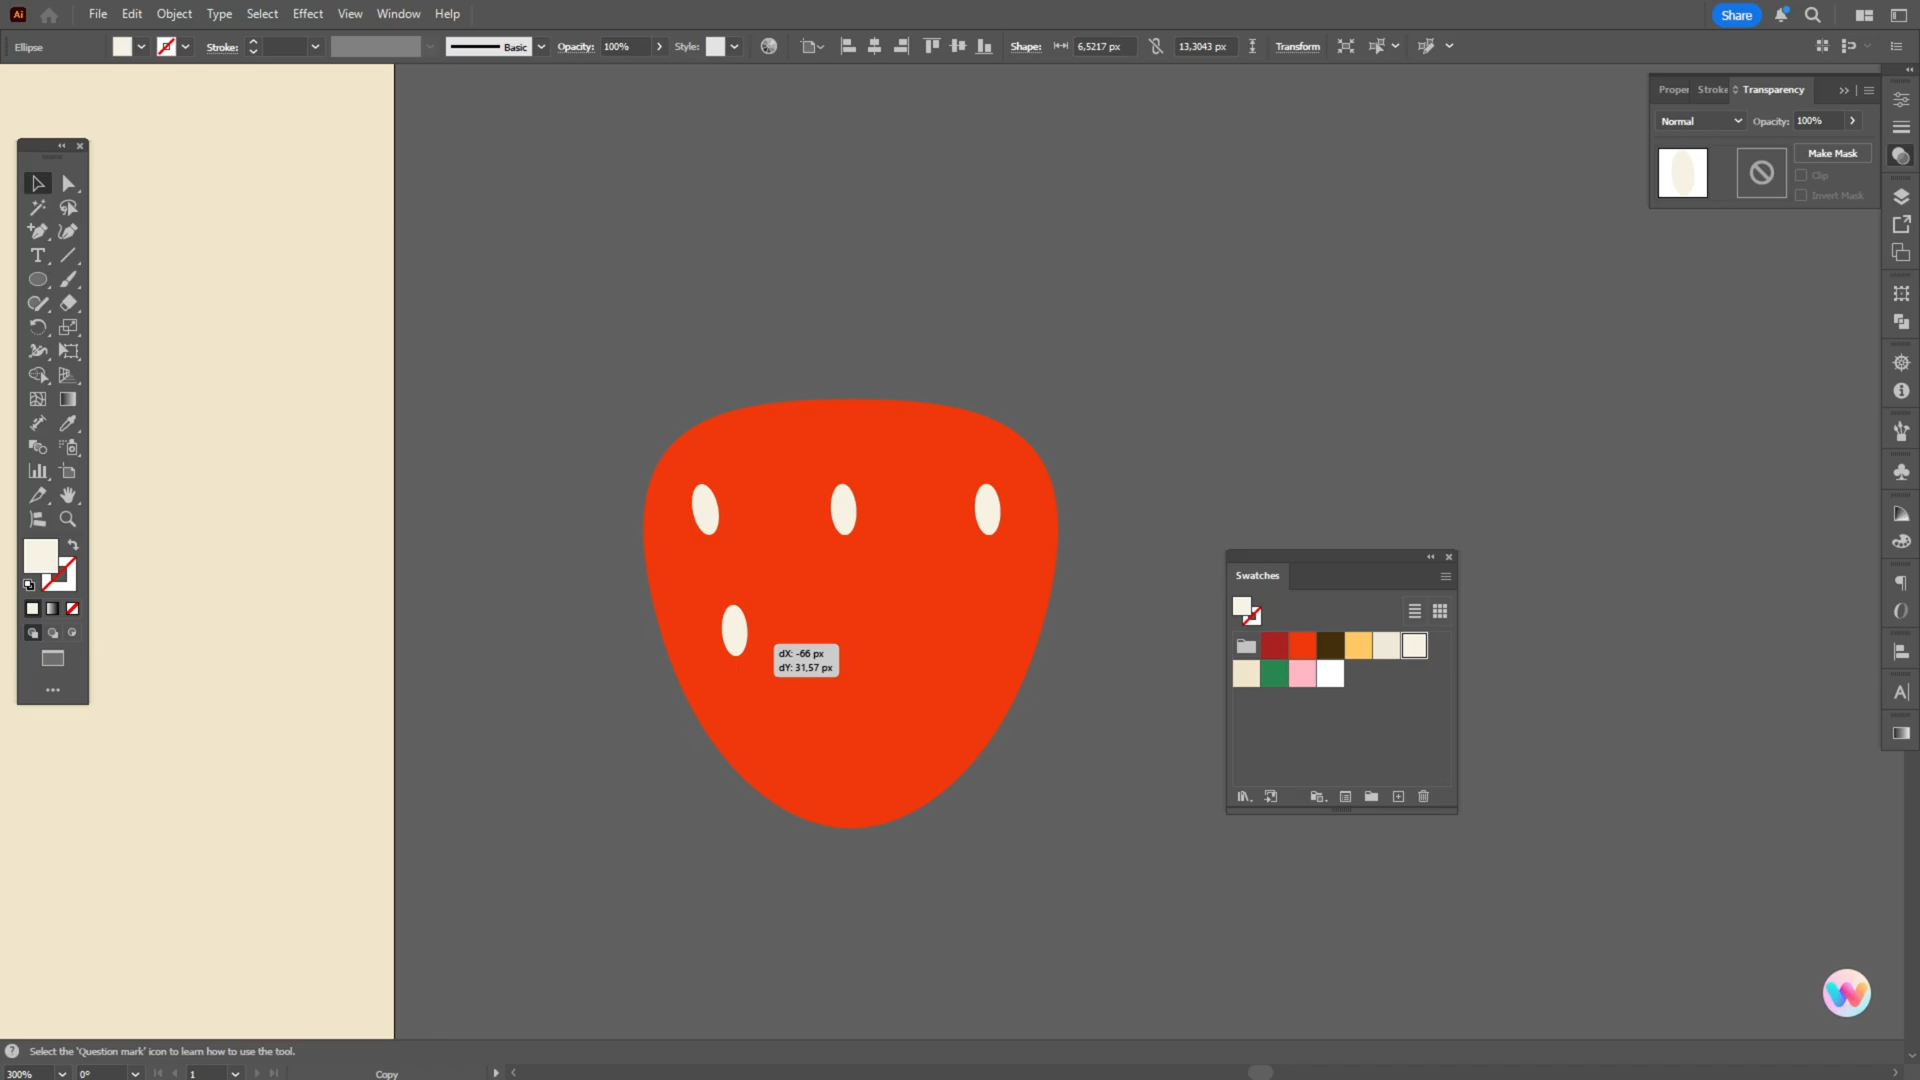 Ai File Edit Object Type Select Effect View Window Help Share
Ellipse Stroke: Basic Opacity: 100% Style: Shape: 6,5217 px 13,3043 px Transform
Proper Stroke Transparency
Normal Opacity: 100%
Make Mask
Clip
Invert Mask
dX: -66 px
dY: 31,57 px
Swatches
Select the 'Question mark' icon to learn how to use the tool.
300% 0° 1 Copy